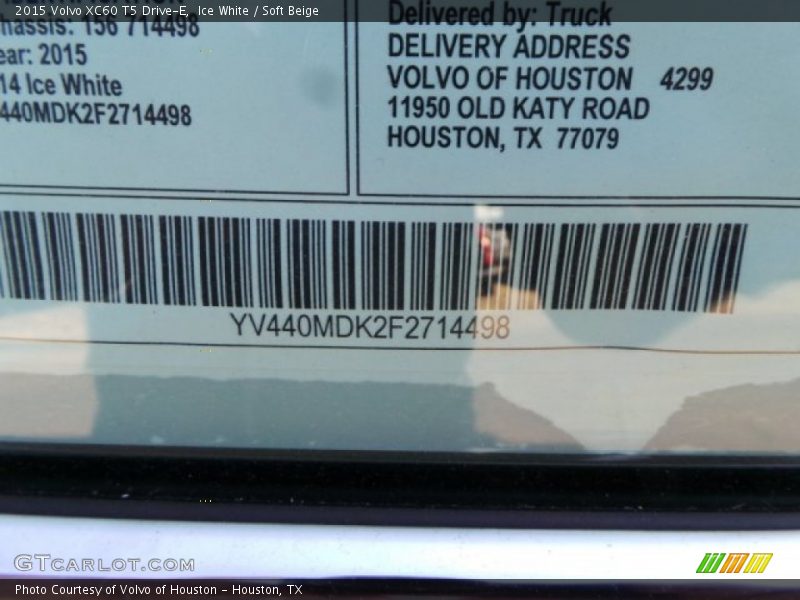 2015 Volvo XC60 T5 Drive-E, Ice White / Soft Beige
156 714498
2015
14 Ice White
440MDK2F2714498
Delivered by: Truck
DELIVERY ADDRESS
VOLVO OF HOUSTON 4299
11950 OLD KATY ROAD
HOUSTON, TX 77079
YV440MDK2F2714498
GTCARLOT.COM
Photo Courtesy of Volvo of Houston - Houston, TX